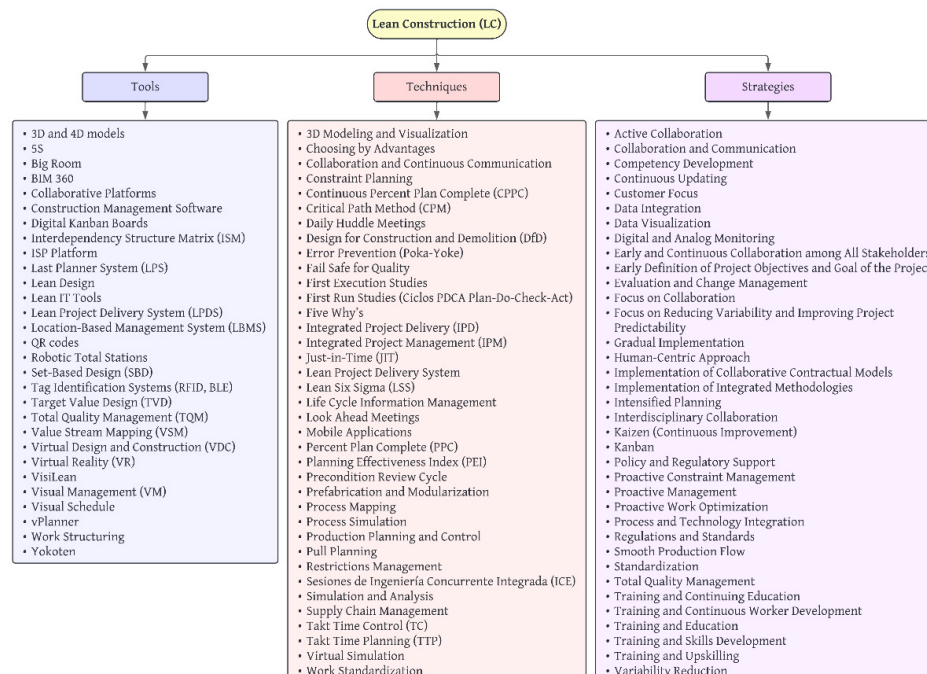 Lean Construction (LC)
Tools
Techniques
Strategies
• 3D and 4D models
• 5S
• Big Room
• BIM 360
• Collaborative Platforms
• Construction Management Software
• Digital Kanban Boards
• Interdependency Structure Matrix (ISM)
• ISP Platform
• Last Planner System (LPS)
• Lean Design
• Lean IT Tools
• Lean Project Delivery System (LPDS)
• Location-Based Management System (LBMS)
• QR codes
• Robotic Total Stations
• Set-Based Design (SBD)
• Tag Identification Systems (RFID, BLE)
• Target Value Design (TVD)
• Total Quality Management (TQM)
• Value Stream Mapping (VSM)
• Virtual Design and Construction (VDC)
• Virtual Reality (VR)
• VisiLean
• Visual Management (VM)
• Visual Schedule
• vPlanner
• Work Structuring
• Yokoten
• 3D Modeling and Visualization
• Choosing by Advantages
• Collaboration and Continuous Communication
• Constraint Planning
• Continuous Percent Plan Complete (CPPC)
• Critical Path Method (CPM)
• Daily Huddle Meetings
• Design for Construction and Demolition (DfD)
• Error Prevention (Poka-Yoke)
• Fail Safe for Quality
• First Execution Studies
• First Run Studies (Ciclos PDCA Plan-Do-Check-Act)
• Five Why's
• Integrated Project Delivery (IPD)
• Integrated Project Management (IPM)
• Just-in-Time (JIT)
• Lean Project Delivery System
• Lean Six Sigma (LSS)
• Life Cycle Information Management
• Look Ahead Meetings
• Mobile Applications
• Percent Plan Complete (PPC)
• Planning Effectiveness Index (PEI)
• Precondition Review Cycle
• Prefabrication and Modularization
• Process Mapping
• Process Simulation
• Production Planning and Control
• Pull Planning
• Restrictions Management
• Sesiones de Ingeniería Concurrente Integrada (ICE)
• Simulation and Analysis
• Supply Chain Management
• Takt Time Control (TC)
• Takt Time Planning (TTP)
• Virtual Simulation
• Work Standardization
• Active Collaboration
• Collaboration and Communication
• Competency Development
• Continuous Updating
• Customer Focus
• Data Integration
• Data Visualization
• Digital and Analog Monitoring
• Early and Continuous Collaboration among All Stakeholders
• Early Definition of Project Objectives and Goal of the Projec
• Evaluation and Change Management
• Focus on Collaboration
• Focus on Reducing Variability and Improving Project
Predictability
• Gradual Implementation
• Human-Centric Approach
• Implementation of Collaborative Contractual Models
• Implementation of Integrated Methodologies
• Intensified Planning
• Interdisciplinary Collaboration
• Kaizen (Continuous Improvement)
• Kanban
• Policy and Regulatory Support
• Proactive Constraint Management
• Proactive Management
• Proactive Work Optimization
• Process and Technology Integration
• Regulations and Standards
• Smooth Production Flow
• Standardization
• Total Quality Management
• Training and Continuing Education
• Training and Continuous Worker Development
• Training and Education
• Training and Skills Development
• Training and Upskilling
• Variability Reduction